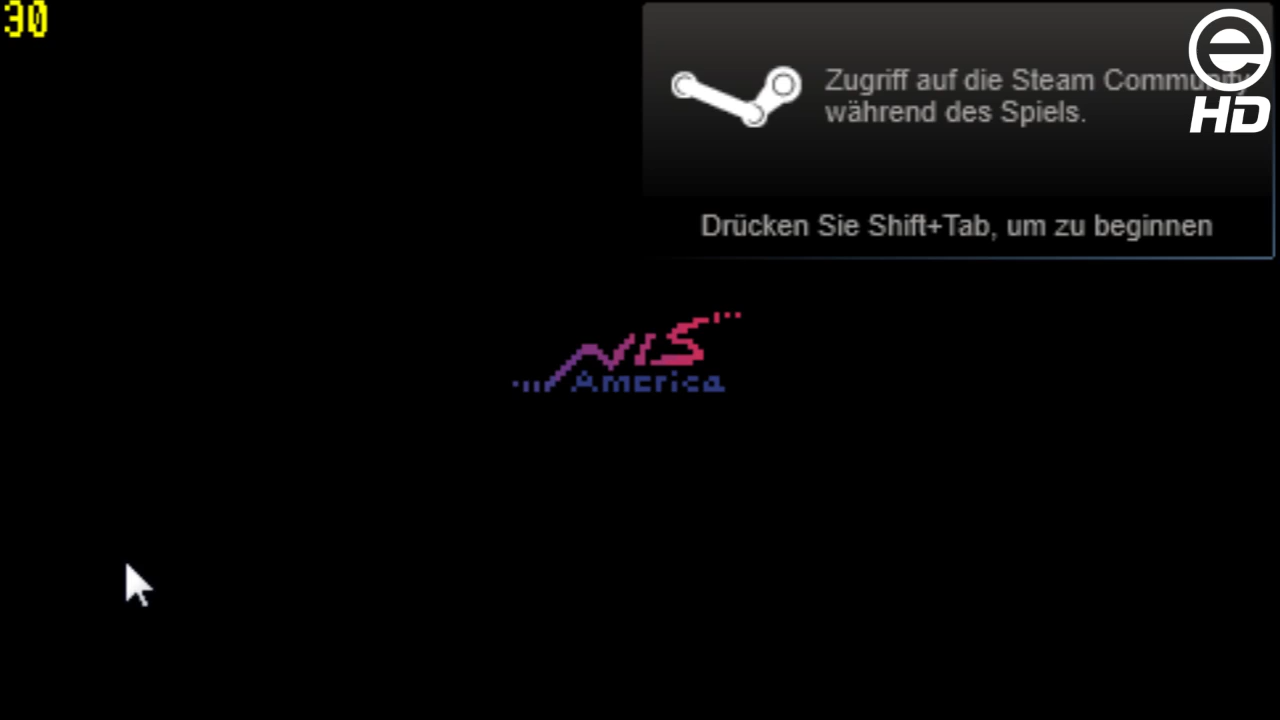 30
e
HD
Zugriff auf die Steam Community
während des Spiels.
Drücken Sie Shift+Tab, um zu beginnen
NIS
America